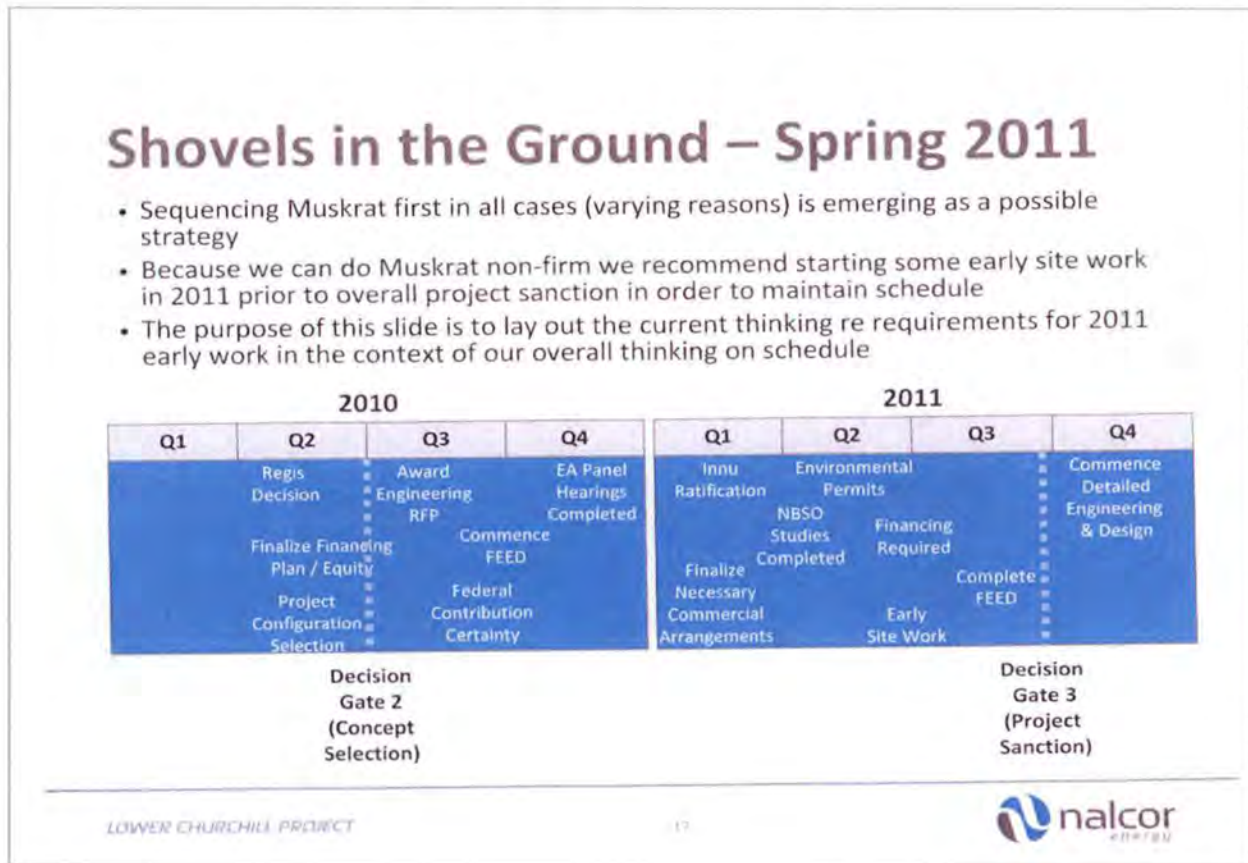 Shovels in the Ground – Spring 2011
• Sequencing Muskrat first in all cases (varying reasons) is emerging as a possible
strategy
• Because we can do Muskrat non-firm we recommend starting some early site work
in 2011 prior to overall project sanction in order to maintain schedule
• The purpose of this slide is to lay out the current thinking re requirements for 2011
early work in the context of our overall thinking on schedule
2010
Q1 Q2 Q3 Q4
Regis
Decision
Finalize Financing
Plan / Equity
Project
Configuration
Selection
Award
Engineering
RFP
Commence
FEED
Federal
Contribution
Certainty
EA Panel
Hearings
Completed
2011
Q1 Q2 Q3 Q4
Innu
Ratification
Finalize
Necessary
Commercial
Arrangements
NBSO
Studies
Completed
Environmental
Permits
Financing
Required
Early
Site Work
Complete
FEED
Commence
Detailed
Engineering
& Design
Decision
Gate 2
(Concept
Selection)
Decision
Gate 3
(Project
Sanction)
LOWER CHURCHILL PROJECT
17
nalcor
energy